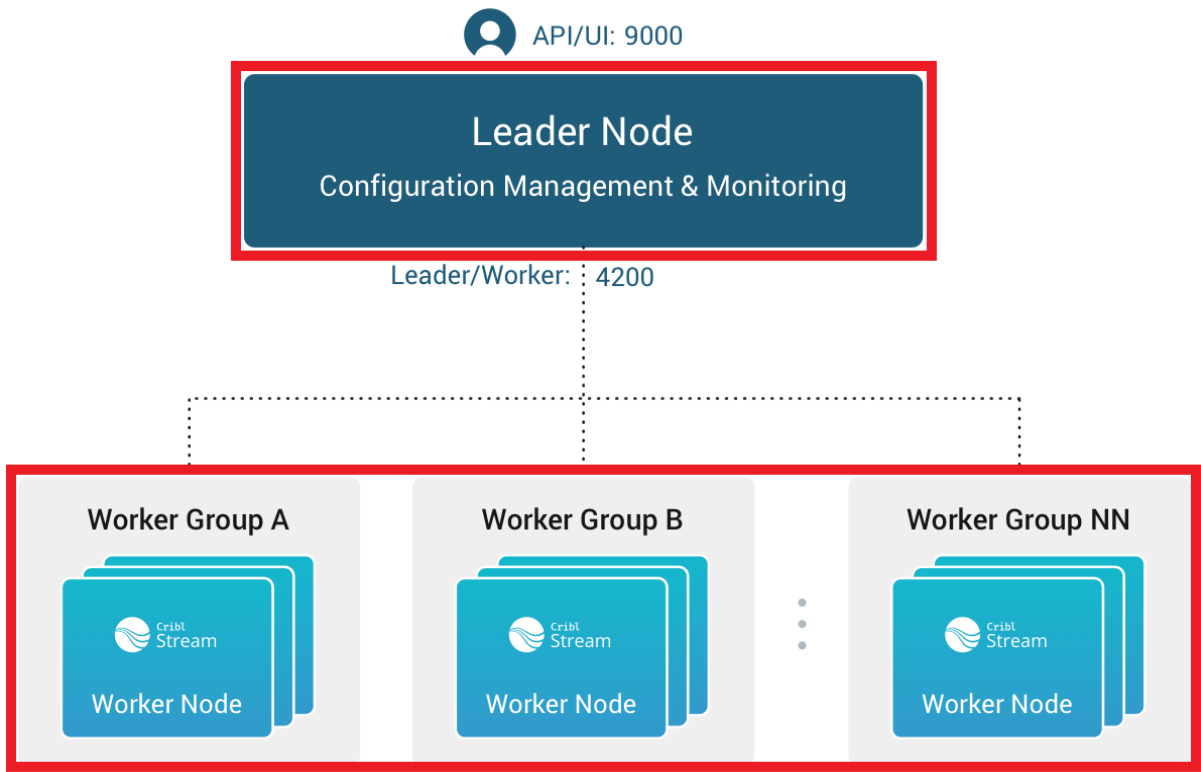 API/UI: 9000
Leader Node
Configuration Management & Monitoring
Leader/Worker: 4200
Worker Group A
Cribl
Stream
Worker Node
Worker Group B
Cribl
Stream
Worker Node
Worker Group NN
Cribl
Stream
Worker Node